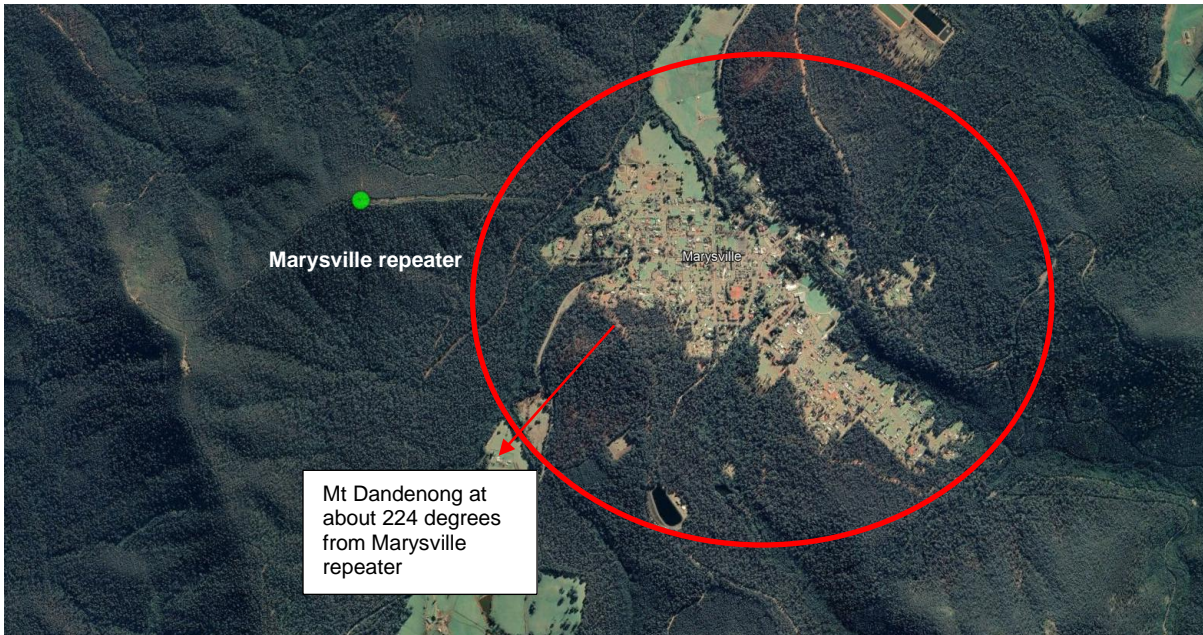 Marysville repeater
Marysville
Mt Dandenong at
about 224 degrees
from Marysville
repeater